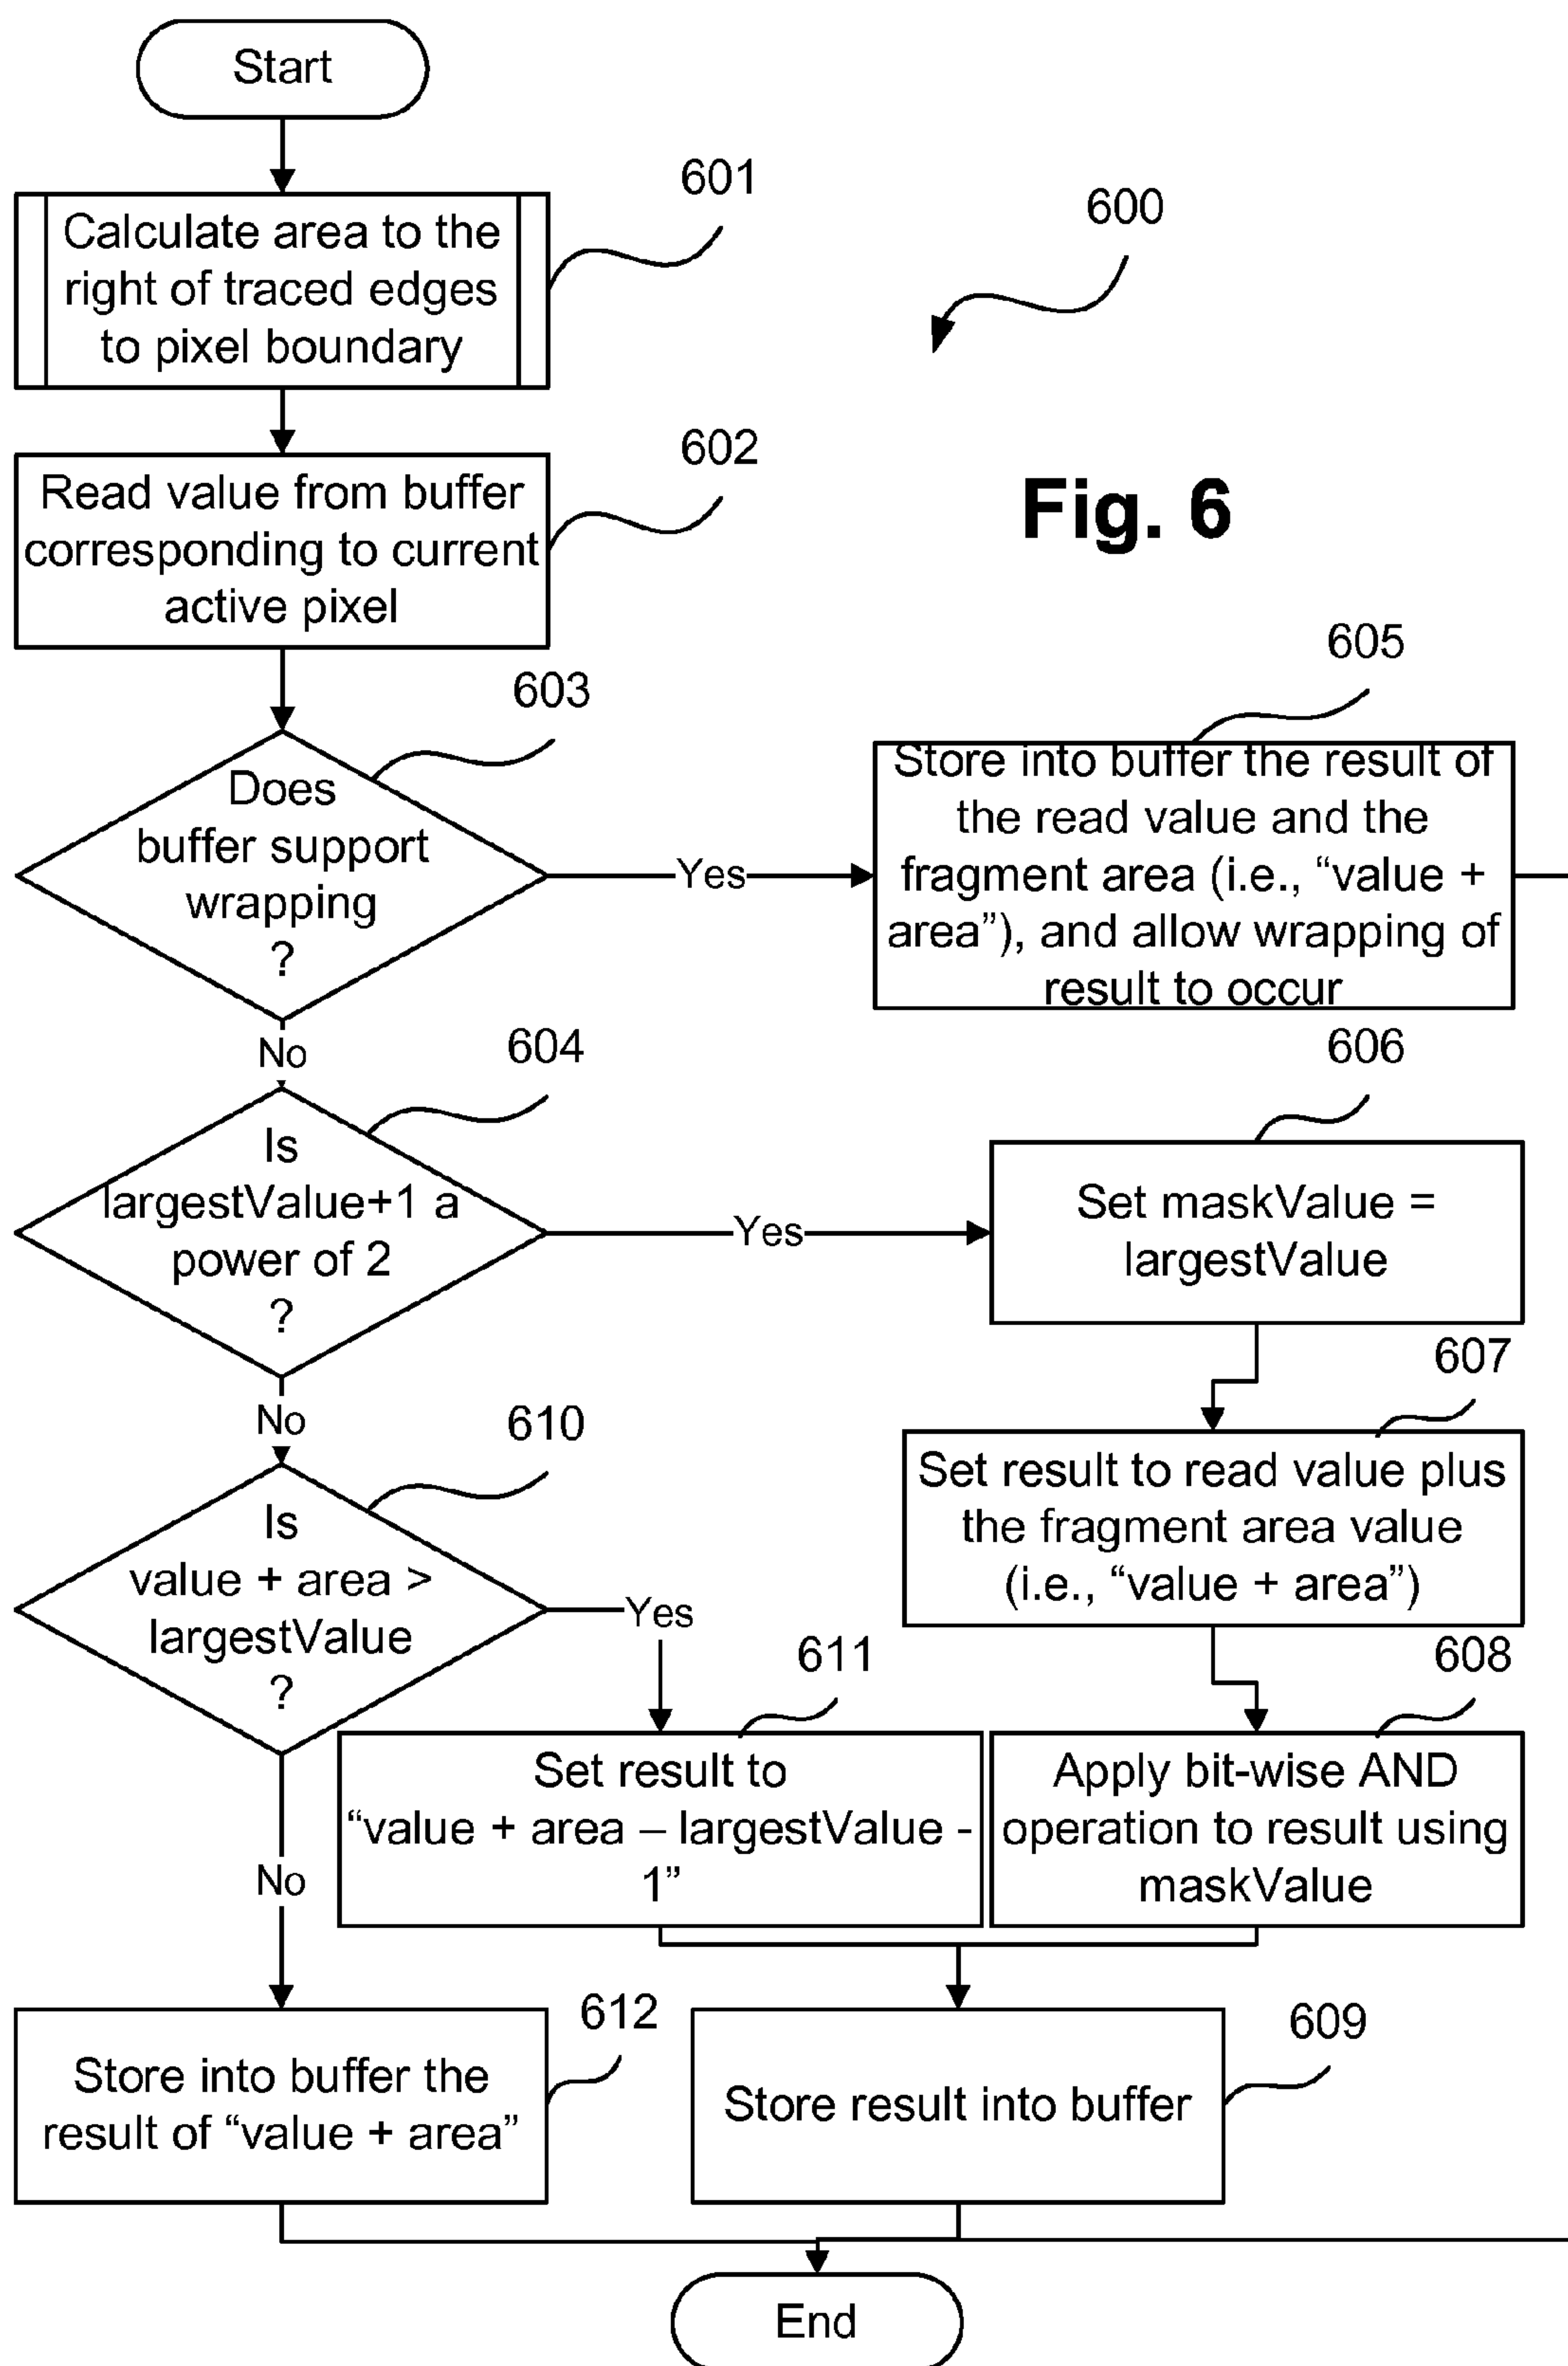 Start
601
Calculate area to the
right of traced edges
to pixel boundary
600
602
Read value from buffer
corresponding to current
active pixel
Fig. 6
603
Does
buffer support
wrapping
?
Yes
605
Store into buffer the result of
the read value and the
fragment area (i.e., “value +
area”), and allow wrapping of
result to occur
No
604
Is
largestValue+1 a
power of 2
?
Yes
606
Set maskValue =
largestValue
607
Set result to read value plus
the fragment area value
(i.e., “value + area”)
No
610
Is
value + area >
largestValue
?
Yes
611
Set result to
“value + area – largestValue -
1”
608
Apply bit-wise AND
operation to result using
maskValue
No
612
Store into buffer the
result of “value + area”
609
Store result into buffer
End